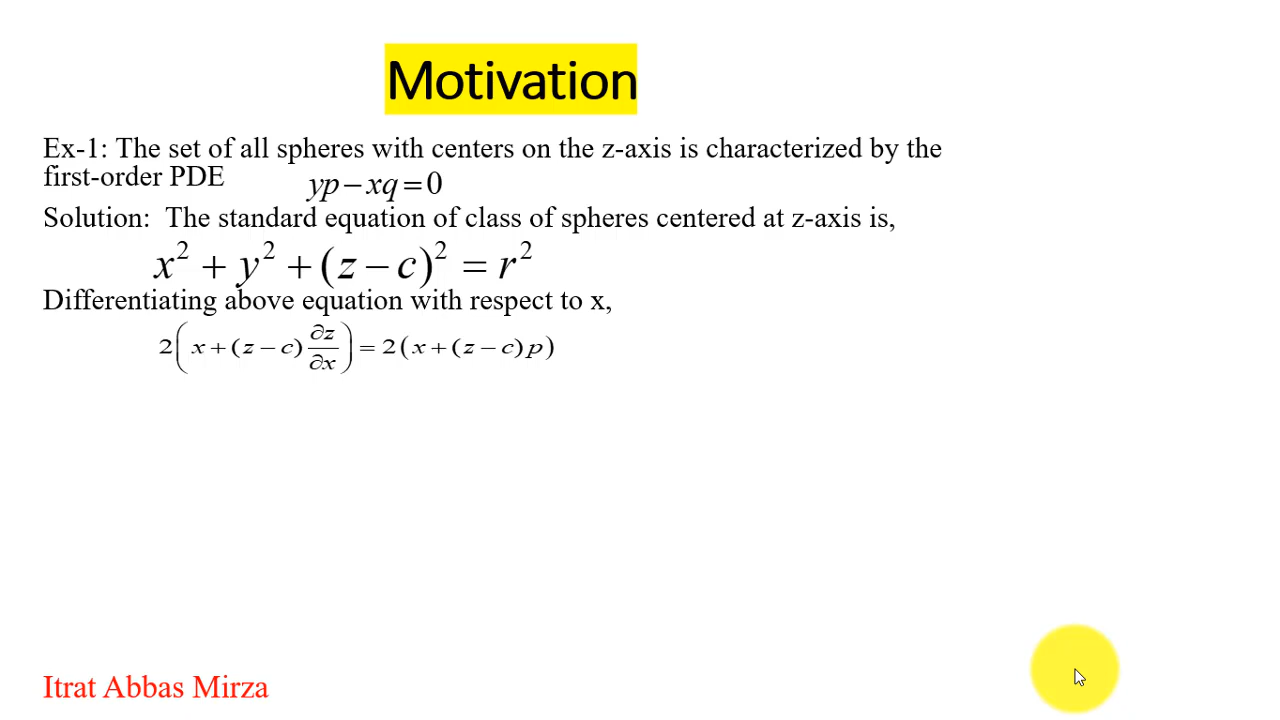 Motivation
Ex-1: The set of all spheres with centers on the z-axis is characterized by the
first-order PDE yp − xq = 0
Solution: The standard equation of class of spheres centered at z-axis is,
x² + y² + (z − c)² = r²
Differentiating above equation with respect to x,
2(x + (z − c) ∂z/∂x) = 2(x + (z − c)p)
Itrat Abbas Mirza